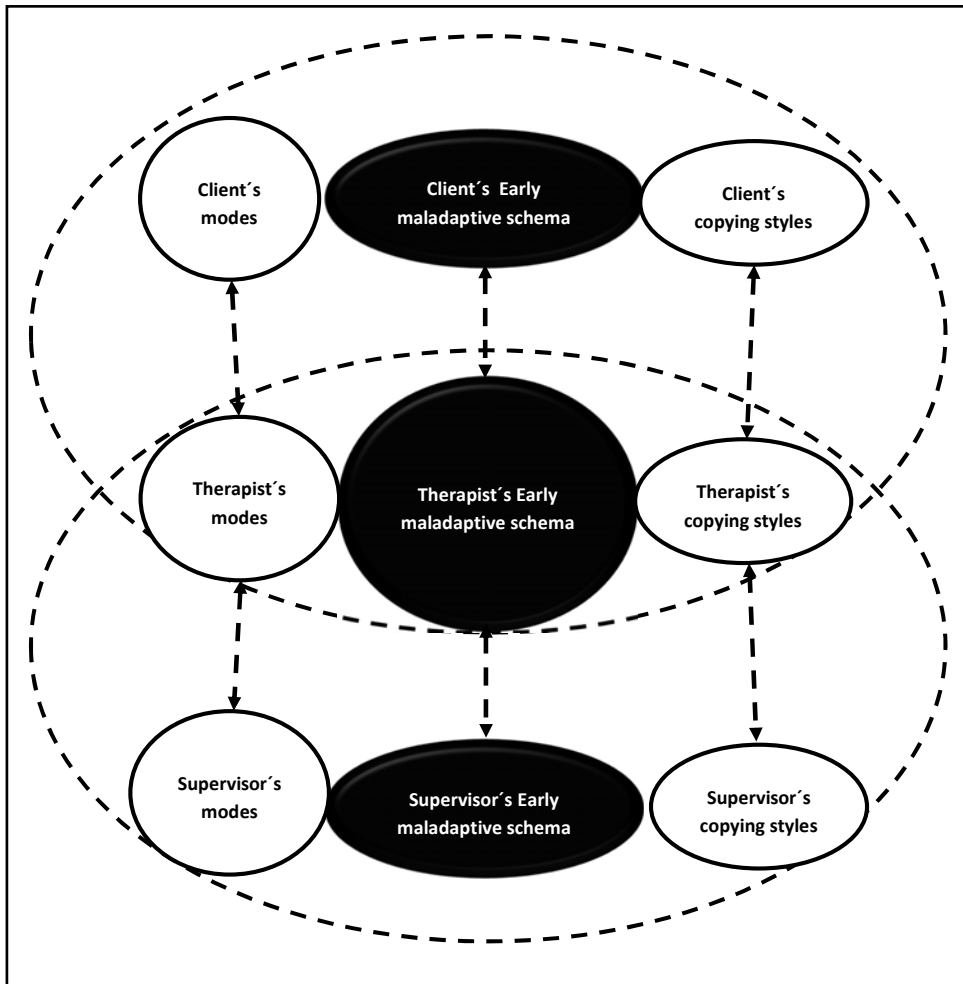 Client´s
modes
Client´s  Early
maladaptive schema
Client´s
copying styles
Therapist´s
modes
Therapist´s Early
maladaptive schema
Therapist´s
copying styles
Supervisor´s
modes
Supervisor´s Early
maladaptive schema
Supervisor´s
copying styles